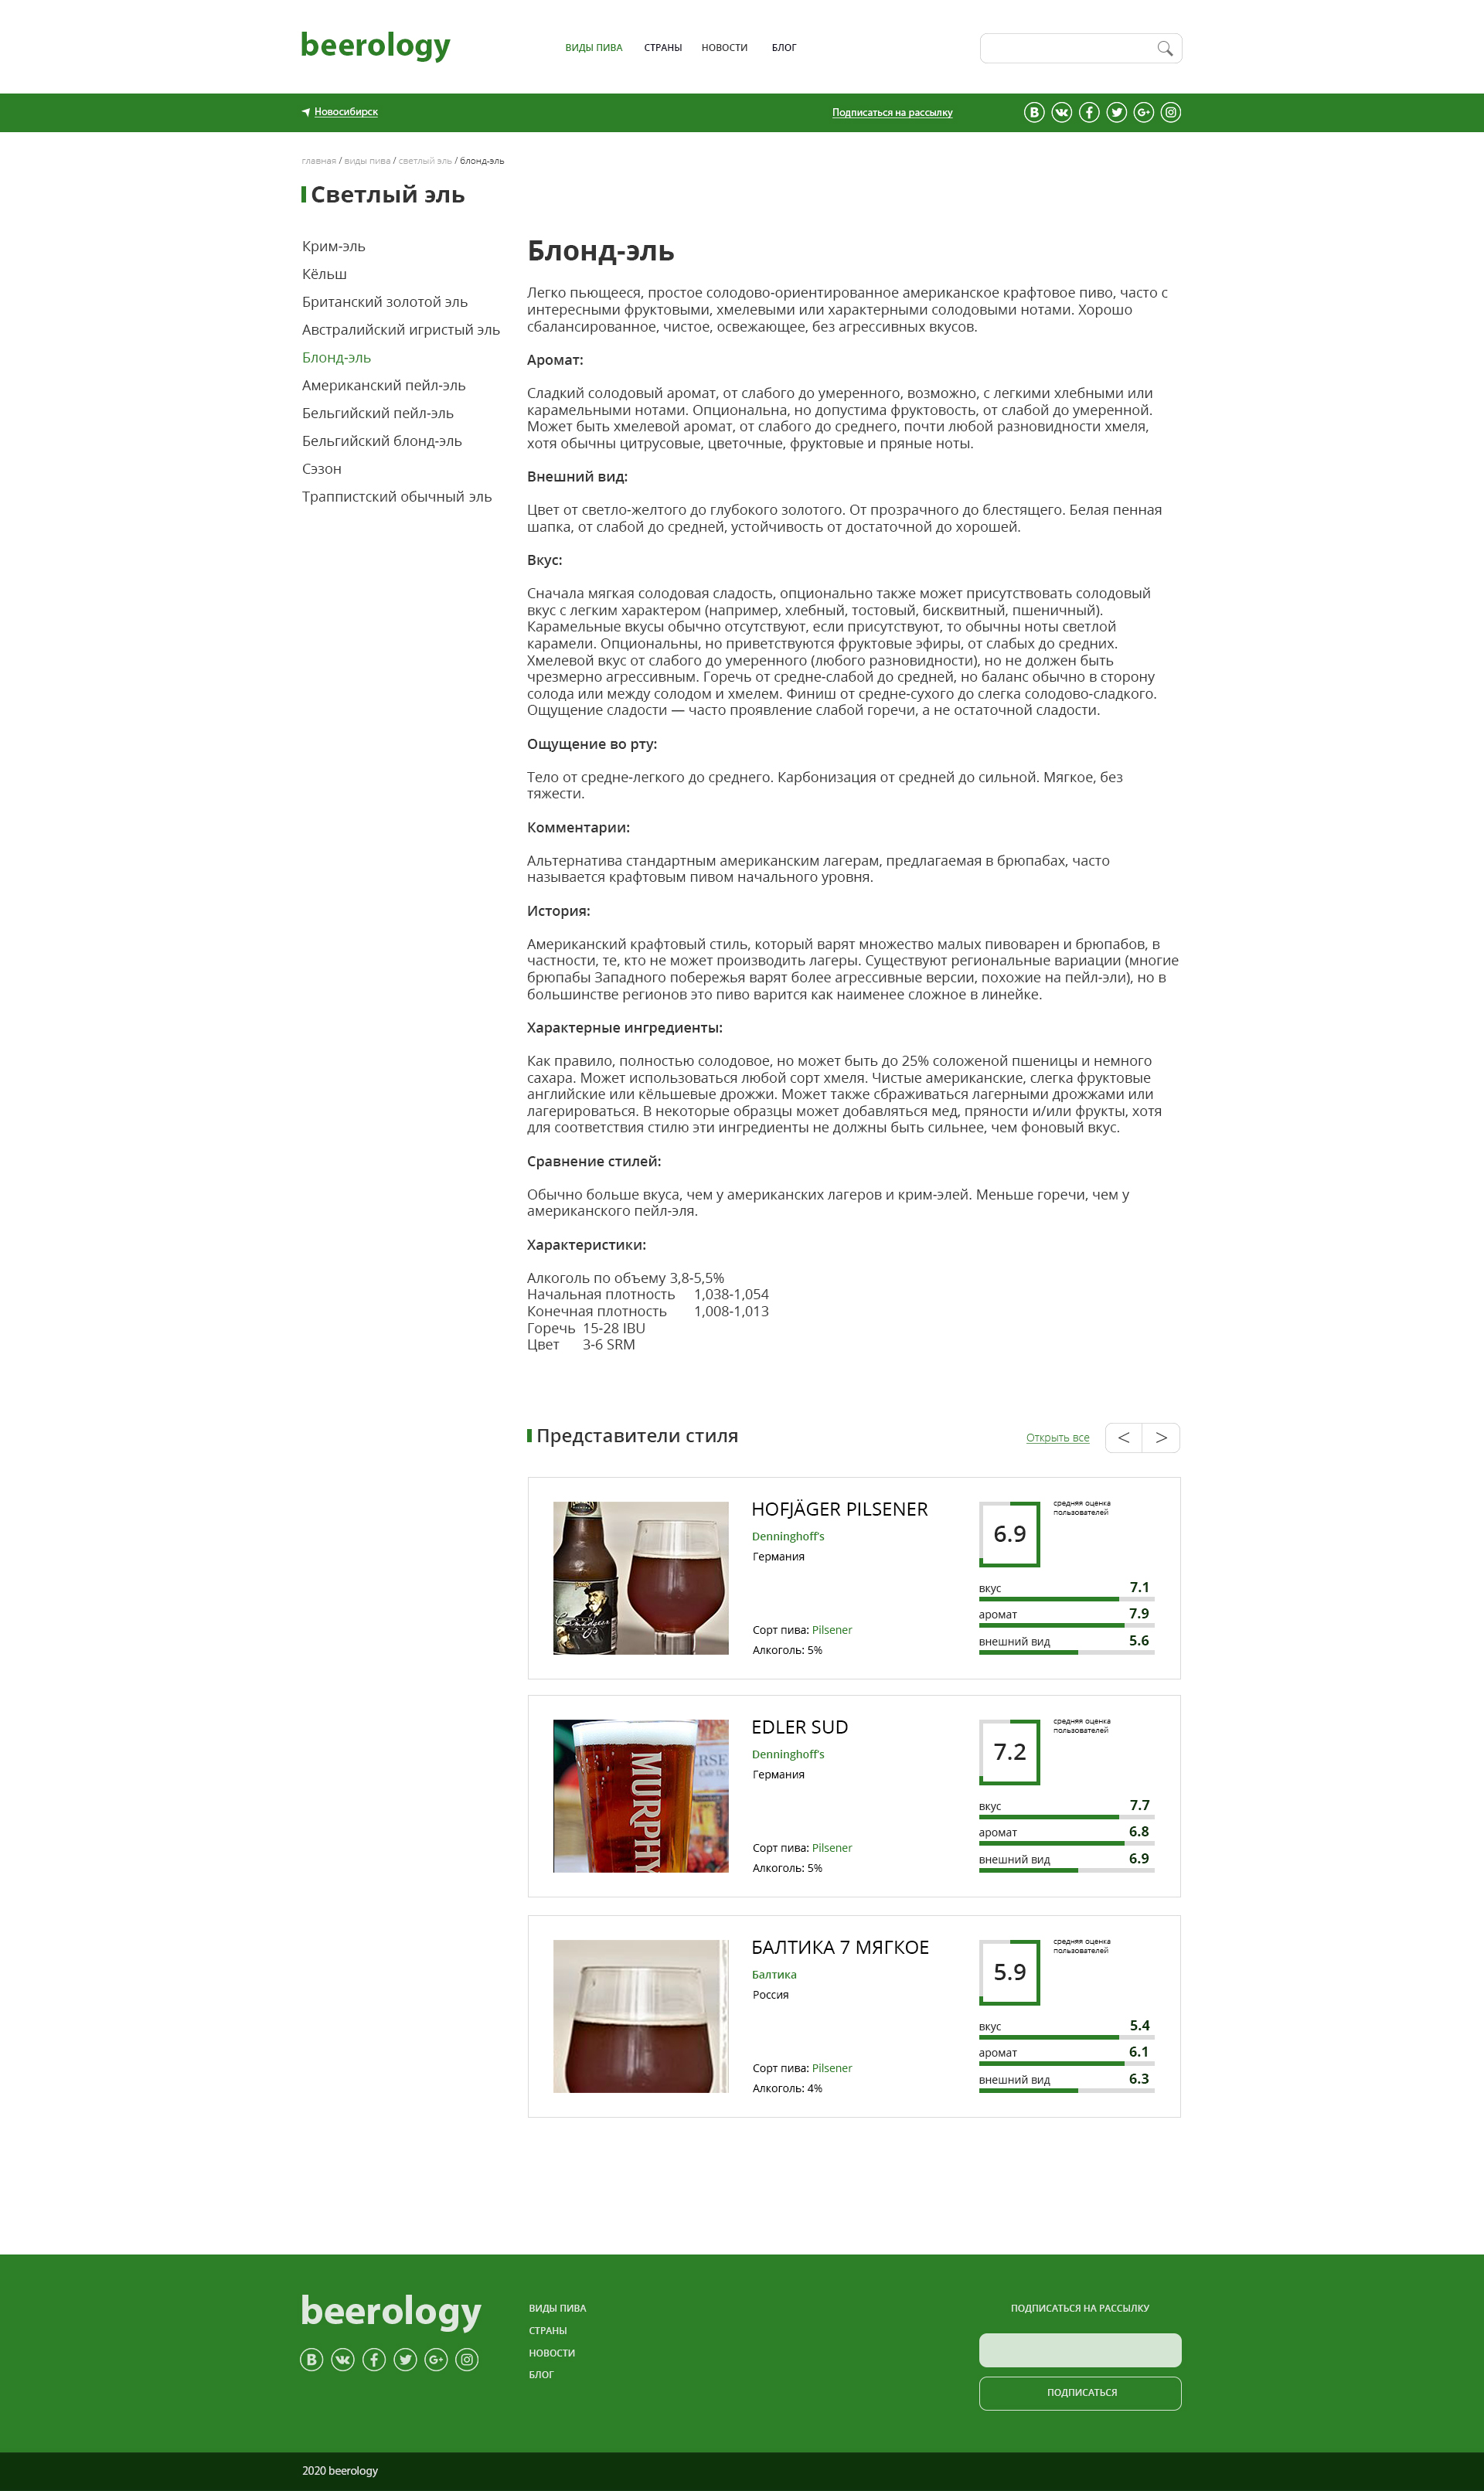 beerology
ВИДЫ ПИВА
СТРАНЫ
НОВОСТИ
БЛОГ
Новосибирск
Подписаться на рассылку
главная / виды пива / светлый эль / блонд-эль
Светлый эль
Крим-эль
Кёльш
Британский золотой эль
Австралийский игристый эль
Блонд-эль
Американский пейл-эль
Бельгийский пейл-эль
Бельгийский блонд-эль
Сэзон
Траппистский обычный эль
Блонд-эль
Легко пьющееся, простое солодово-ориентированное американское крафтовое пиво, часто с
интересными фруктовыми, хмелевыми или характерными солодовыми нотами. Хорошо
сбалансированное, чистое, освежающее, без агрессивных вкусов.
Аромат:
Сладкий солодовый аромат, от слабого до умеренного, возможно, с легкими хлебными или
карамельными нотами. Опциональна, но допустима фруктовость, от слабой до умеренной.
Может быть хмелевой аромат, от слабого до среднего, почти любой разновидности хмеля,
хотя обычны цитрусовые, цветочные, фруктовые и пряные ноты.
Внешний вид:
Цвет от светло-желтого до глубокого золотого. От прозрачного до блестящего. Белая пенная
шапка, от слабой до средней, устойчивость от достаточной до хорошей.
Вкус:
Сначала мягкая солодовая сладость, опционально также может присутствовать солодовый
вкус с легким характером (например, хлебный, тостовый, бисквитный, пшеничный).
Карамельные вкусы обычно отсутствуют, если присутствуют, то обычны ноты светлой
карамели. Опциональны, но приветствуются фруктовые эфиры, от слабых до средних.
Хмелевой вкус от слабого до умеренного (любого разновидности), но не должен быть
чрезмерно агрессивным. Горечь от средне-слабой до средней, но баланс обычно в сторону
солода или между солодом и хмелем. Финиш от средне-сухого до слегка солодово-сладкого.
Ощущение сладости — часто проявление слабой горечи, а не остаточной сладости.
Ощущение во рту:
Тело от средне-легкого до среднего. Карбонизация от средней до сильной. Мягкое, без
тяжести.
Комментарии:
Альтернатива стандартным американским лагерам, предлагаемая в брюпабах, часто
называется крафтовым пивом начального уровня.
История:
Американский крафтовый стиль, который варят множество малых пивоварен и брюпабов, в
частности, те, кто не может производить лагеры. Существуют региональные вариации (многие
брюпабы Западного побережья варят более агрессивные версии, похожие на пейл-эли), но в
большинстве регионов это пиво варится как наименее сложное в линейке.
Характерные ингредиенты:
Как правило, полностью солодовое, но может быть до 25% соложеной пшеницы и немного
сахара. Может использоваться любой сорт хмеля. Чистые американские, слегка фруктовые
английские или кёльшевые дрожжи. Может также сбраживаться лагерными дрожжами или
лагерироваться. В некоторые образцы может добавляться мед, пряности и/или фрукты, хотя
для соответствия стилю эти ингредиенты не должны быть сильнее, чем фоновый вкус.
Сравнение стилей:
Обычно больше вкуса, чем у американских лагеров и крим-элей. Меньше горечи, чем у
американского пейл-эля.
Характеристики:
Алкоголь по объему 3,8-5,5%
Начальная плотность 1,038-1,054
Конечная плотность 1,008-1,013
Горечь 15-28 IBU
Цвет 3-6 SRM
Представители стиля
Открыть все
< >
HOFJÄGER PILSENER
Denninghoff's
Германия
Сорт пива: Pilsener
Алкоголь: 5%
6.9
средняя оценка
пользователей
вкус 7.1
аромат 7.9
внешний вид 5.6
MURPHY
EDLER SUD
Denninghoff's
Германия
Сорт пива: Pilsener
Алкоголь: 5%
7.2
средняя оценка
пользователей
вкус 7.7
аромат 6.8
внешний вид 6.9
БАЛТИКА 7 МЯГКОЕ
Балтика
Россия
Сорт пива: Pilsener
Алкоголь: 4%
5.9
средняя оценка
пользователей
вкус 5.4
аромат 6.1
внешний вид 6.3
beerology
ВИДЫ ПИВА
СТРАНЫ
НОВОСТИ
БЛОГ
ПОДПИСАТЬСЯ НА РАССЫЛКУ
ПОДПИСАТЬСЯ
2020 beerology